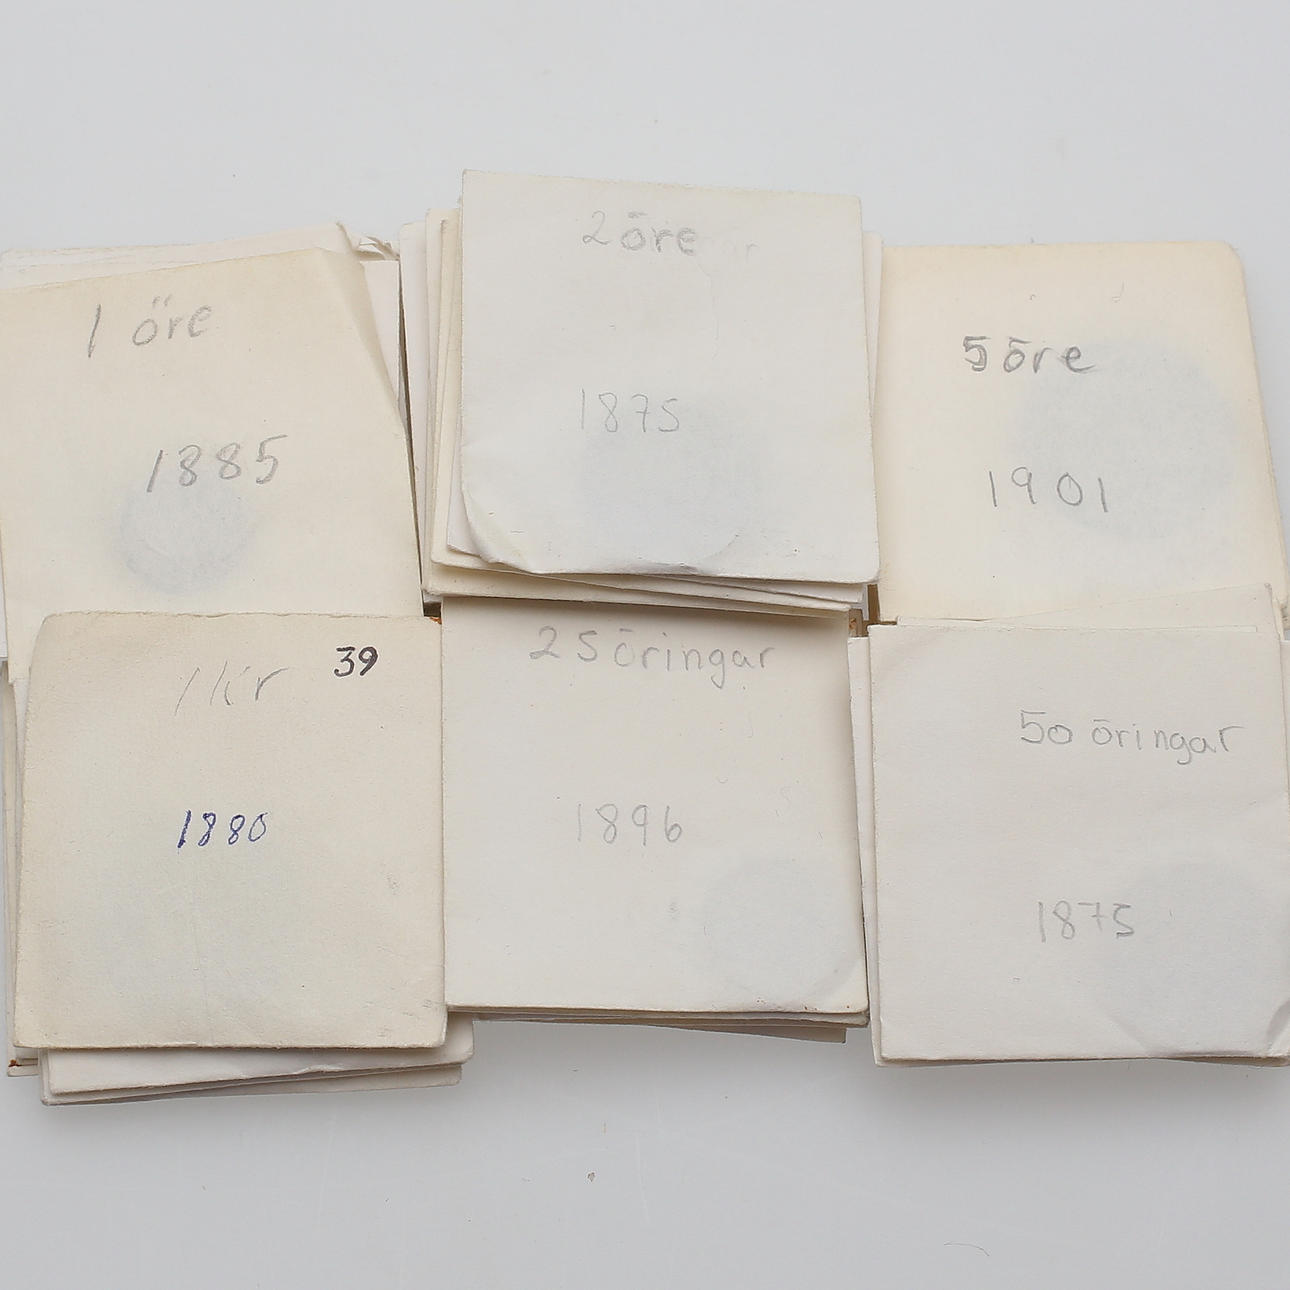 1 öre
1885
2 öre
1875
5 öre
1901
1 kr 39
1880
25 öringar
1896
50 öringar
1875